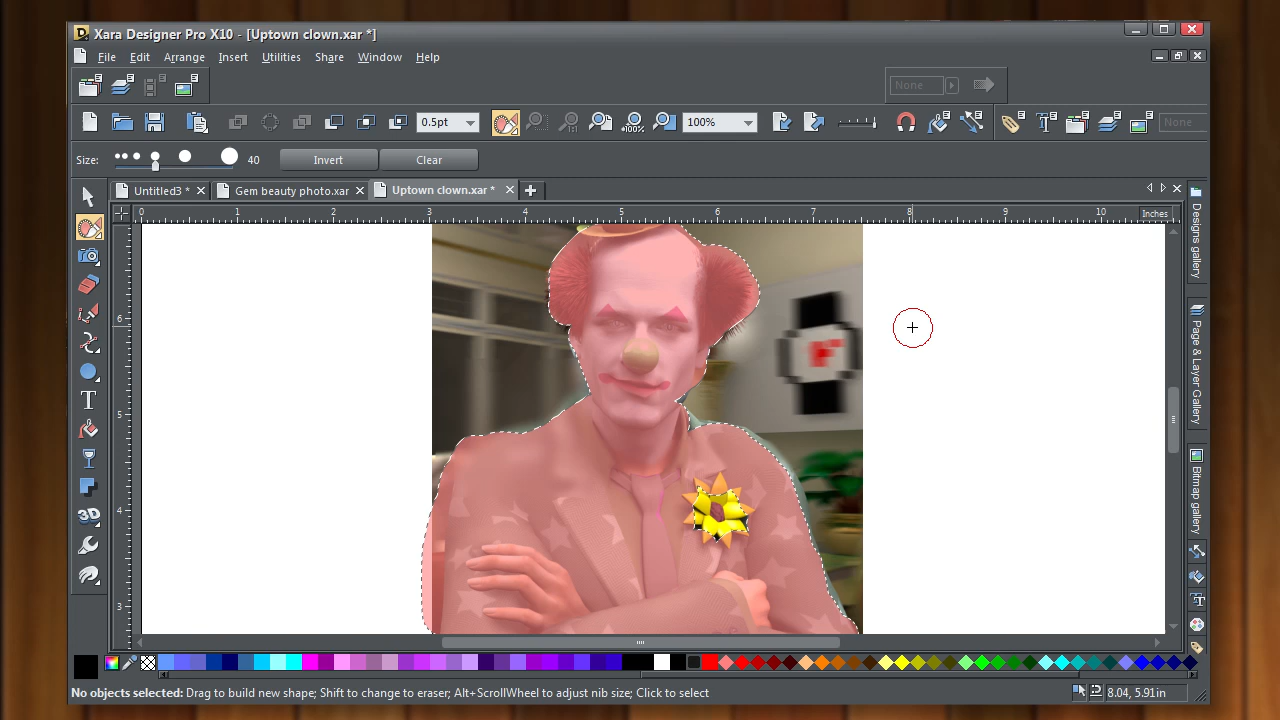 Xara Designer Pro X10 - [Uptown clown.xar *]
File Edit Arrange Insert Utilities Share Window Help
None
0.5pt 100% None
Size: 40 Invert Clear
Untitled3 * Gem beauty photo.xar Uptown clown.xar *
0 1 2 3 4 5 6 7 8 9 10 Inches
6
5
4
3
T
3D
Designs gallery
Page & Layer Gallery
Bitmap gallery
No objects selected: Drag to build new shape; Shift to change to eraser; Alt+ScrollWheel to adjust nib size; Click to select
8.04, 5.91in